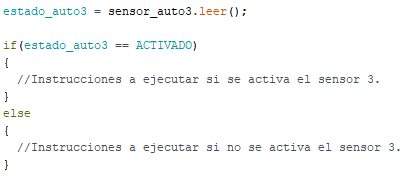 estado_auto3 = sensor_auto3.leer();
if(estado_auto3 == ACTIVADO)
{
//Instrucciones a ejecutar si se activa el sensor 3.
}
else
{
//Instrucciones a ejecutar si no se activa el sensor 3.
}